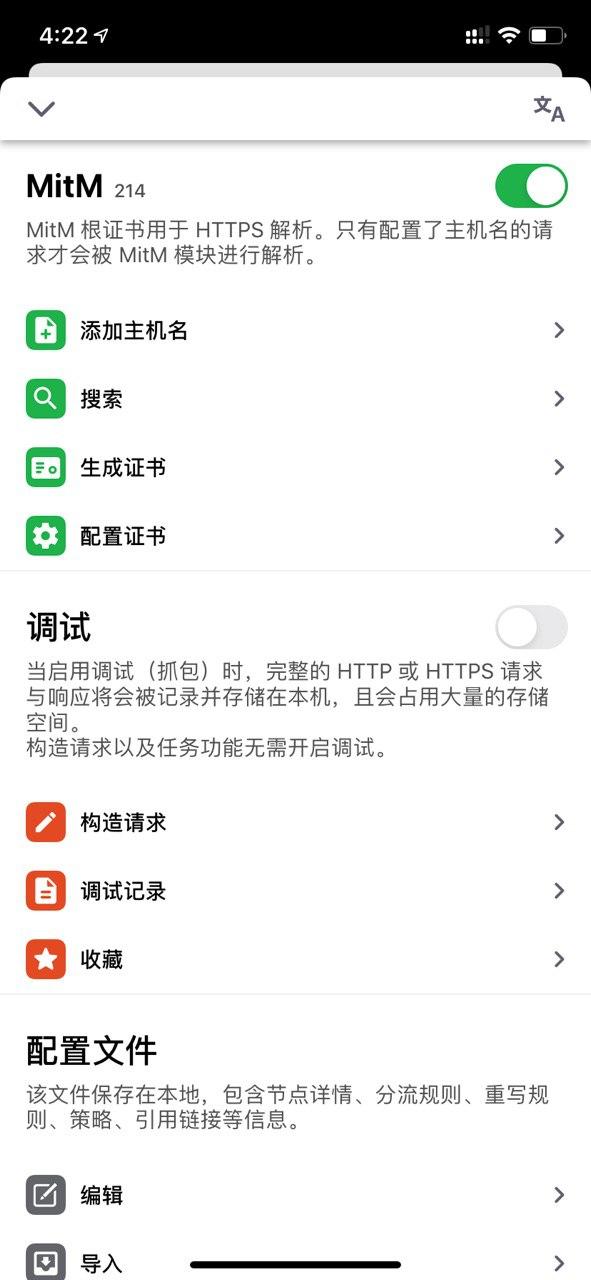 4:22
文A
MitM 214
MitM 根证书用于 HTTPS 解析。只有配置了主机名的请
求才会被 MitM 模块进行解析。
添加主机名
搜索
生成证书
配置证书
调试
当启用调试（抓包）时，完整的 HTTP 或 HTTPS 请求
与响应将会被记录并存储在本机，且会占用大量的存储
空间。
构造请求以及任务功能无需开启调试。
构造请求
调试记录
收藏
配置文件
该文件保存在本地，包含节点详情、分流规则、重写规
则、策略、引用链接等信息。
编辑
导入